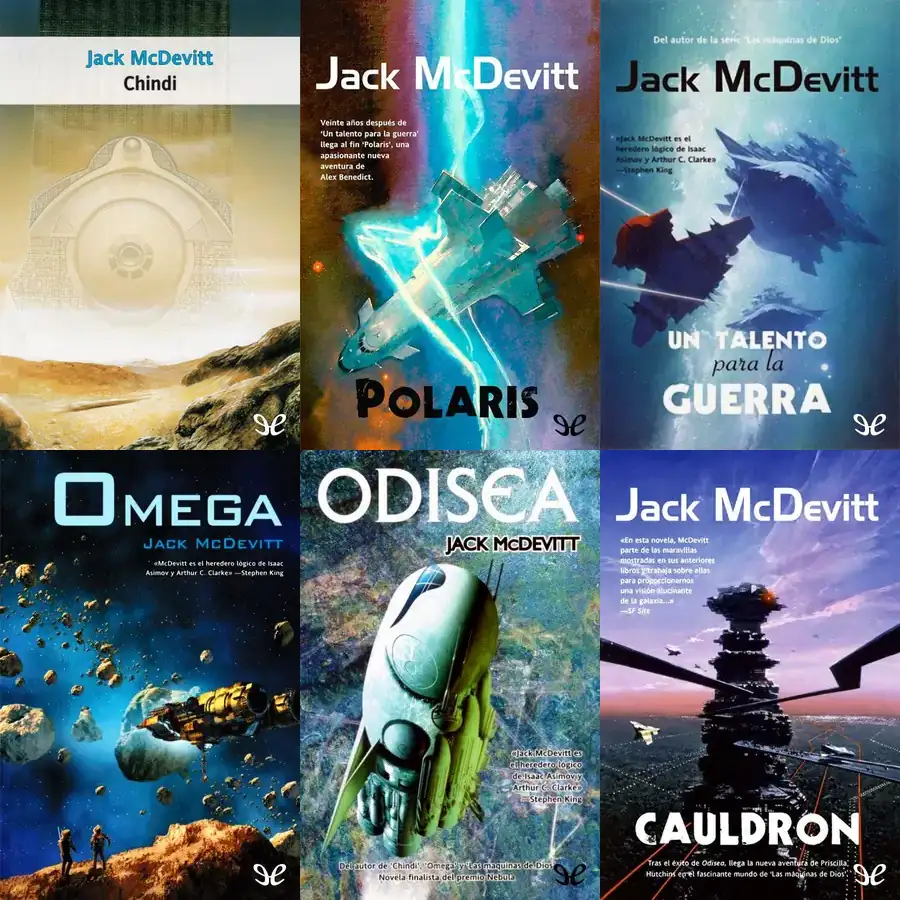 Jack McDevitt
Chindi
Jack McDevitt
Veinte años después de
'Un talento para la guerra'
llega al fin 'Polaris', una
apasionante nueva
aventura de
Alex Benedict.
POLARIS
Del autor de la serie 'Las máquinas de Dios'
Jack McDevitt
«Jack McDevitt es el
heredero lógico de Isaac
Asimov y Arthur C. Clarke»
—Stephen King
UN TALENTO
para la
GUERRA
OMEGA
JACK McDEVITT
«McDevitt es el heredero lógico de Isaac
Asimov y Arthur C. Clarke» —Stephen King
ODISEA
JACK McDEVITT
«Jack McDevitt es
el heredero lógico
de Isaac Asimov y
Arthur C. Clarke»
—Stephen King
Del autor de 'Chindi', 'Omega' y 'Las máquinas de Dios'
Novela finalista del premio Nebula
Jack McDevitt
«En esta novela, McDevitt
parte de las maravillas
mostradas en sus anteriores
libros y trabaja sobre ellas
para proporcionarnos
una visión alucinante
de la galaxia...»
—SF Site
CAULDRON
Tras el éxito de Odisea, llega la nueva aventura de Priscilla
Hutchins en el fascinante mundo de 'Las máquinas de Dios'